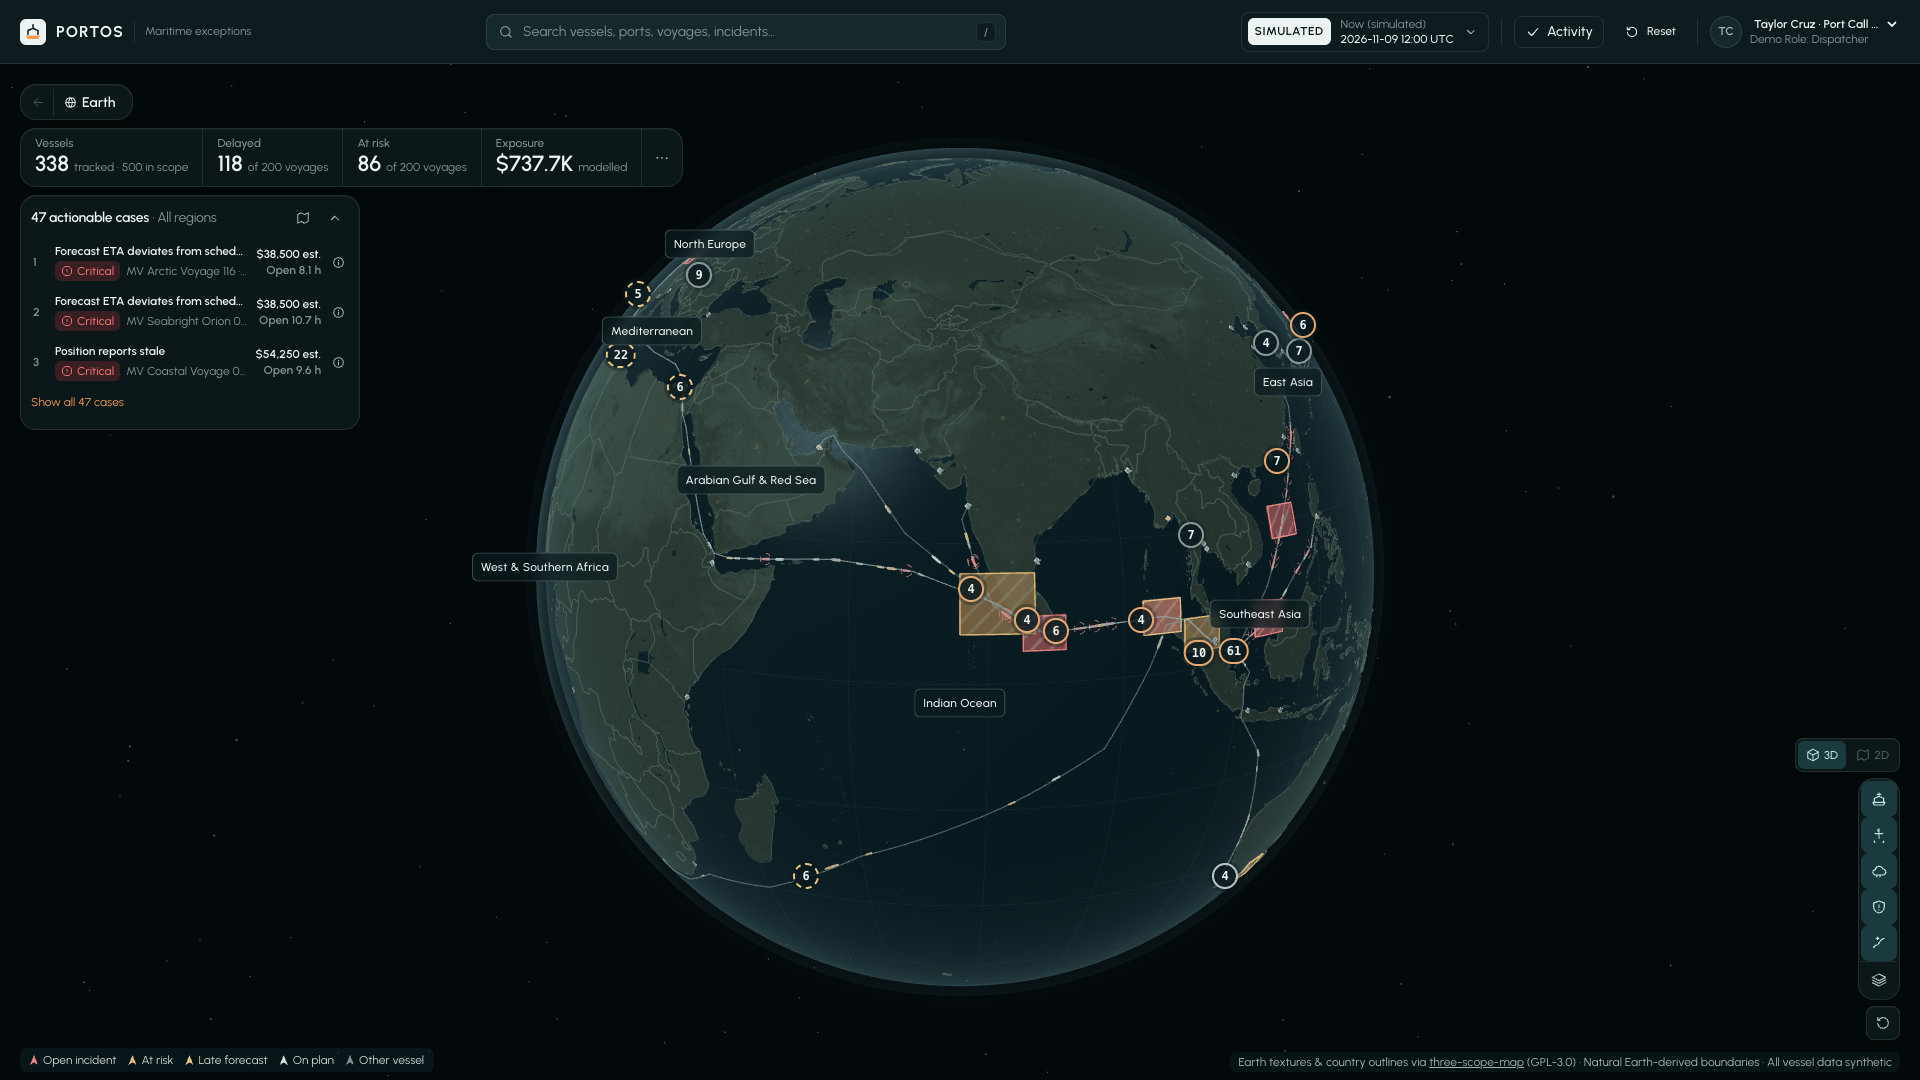 PORTOS
Maritime exceptions
Search vessels, ports, voyages, incidents...
/
SIMULATED
Now (simulated)
2026-11-09 12:00 UTC
Activity
Reset
TC
Taylor Cruz · Port Call ...
Demo Role: Dispatcher
Earth
Vessels
338 tracked · 500 in scope
Delayed
118 of 200 voyages
At risk
86 of 200 voyages
Exposure
$737.7K modelled
47 actionable cases · All regions
1
Forecast ETA deviates from sched...
$38,500 est.
Critical
MV Arctic Voyage 116 ·...
Open 8.1 h
2
Forecast ETA deviates from sched...
$38,500 est.
Critical
MV Seabright Orion 0...
Open 10.7 h
3
Position reports stale
$54,250 est.
Critical
MV Coastal Voyage 0...
Open 9.6 h
Show all 47 cases
North Europe
9
5
Mediterranean
22
6
6
4
7
East Asia
7
Arabian Gulf & Red Sea
7
West & Southern Africa
4
4
6
4
Southeast Asia
10
61
Indian Ocean
6
4
3D
2D
Open incident
At risk
Late forecast
On plan
Other vessel
Earth textures & country outlines via three-scope-map (GPL-3.0) · Natural Earth-derived boundaries · All vessel data synthetic